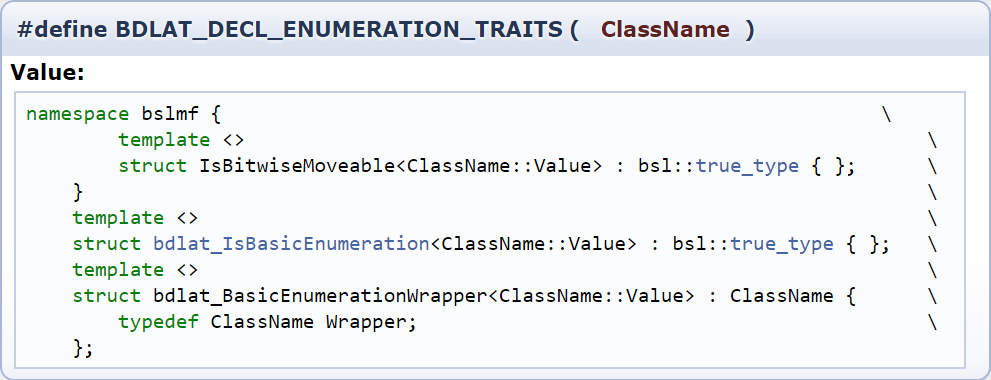 #define BDLAT_DECL_ENUMERATION_TRAITS ( ClassName )
Value:
namespace bslmf { \
        template <> \
        struct IsBitwiseMoveable<ClassName::Value> : bsl::true_type { }; \
    } \
    template <> \
    struct bdlat_IsBasicEnumeration<ClassName::Value> : bsl::true_type { }; \
    template <> \
    struct bdlat_BasicEnumerationWrapper<ClassName::Value> : ClassName { \
        typedef ClassName Wrapper; \
    };